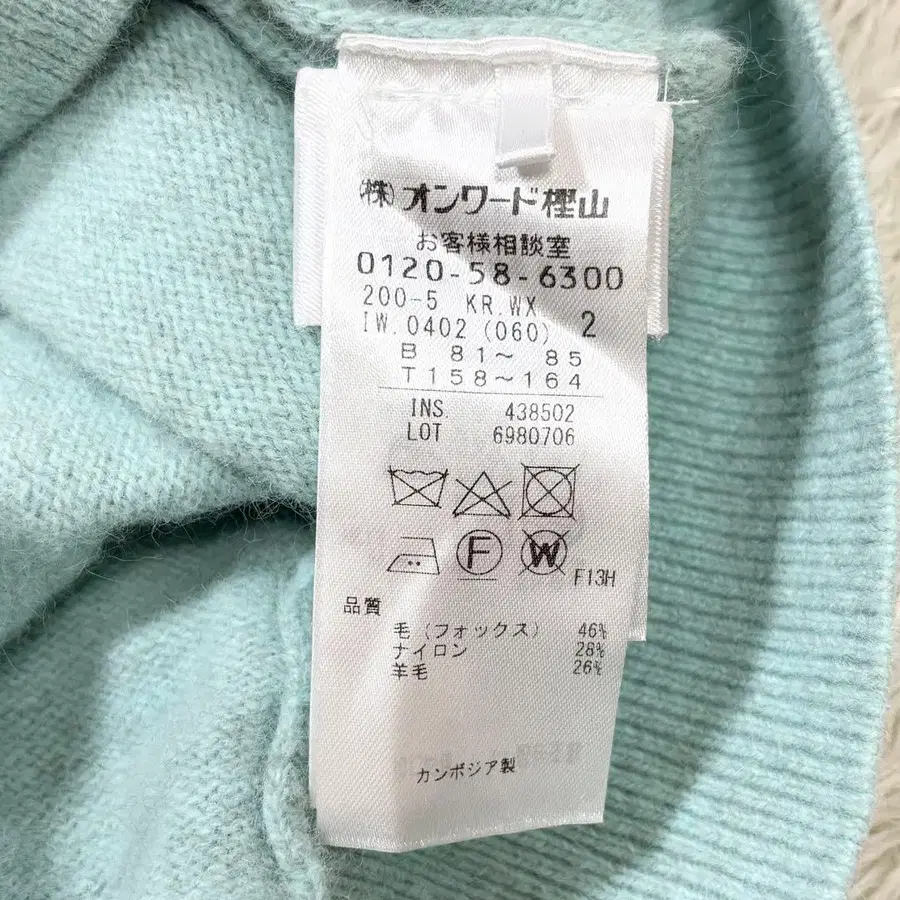 (株)オンワード樫山
お客様相談室
0120-58-6300
200-5 KR.WX
IW.0402 (060) 2
B 81～ 85
T158～164
INS. 438502
LOT 6980706
F
W
F13H
品質
毛(フォックス) 46%
ナイロン 28%
羊毛 26%
カンボジア製